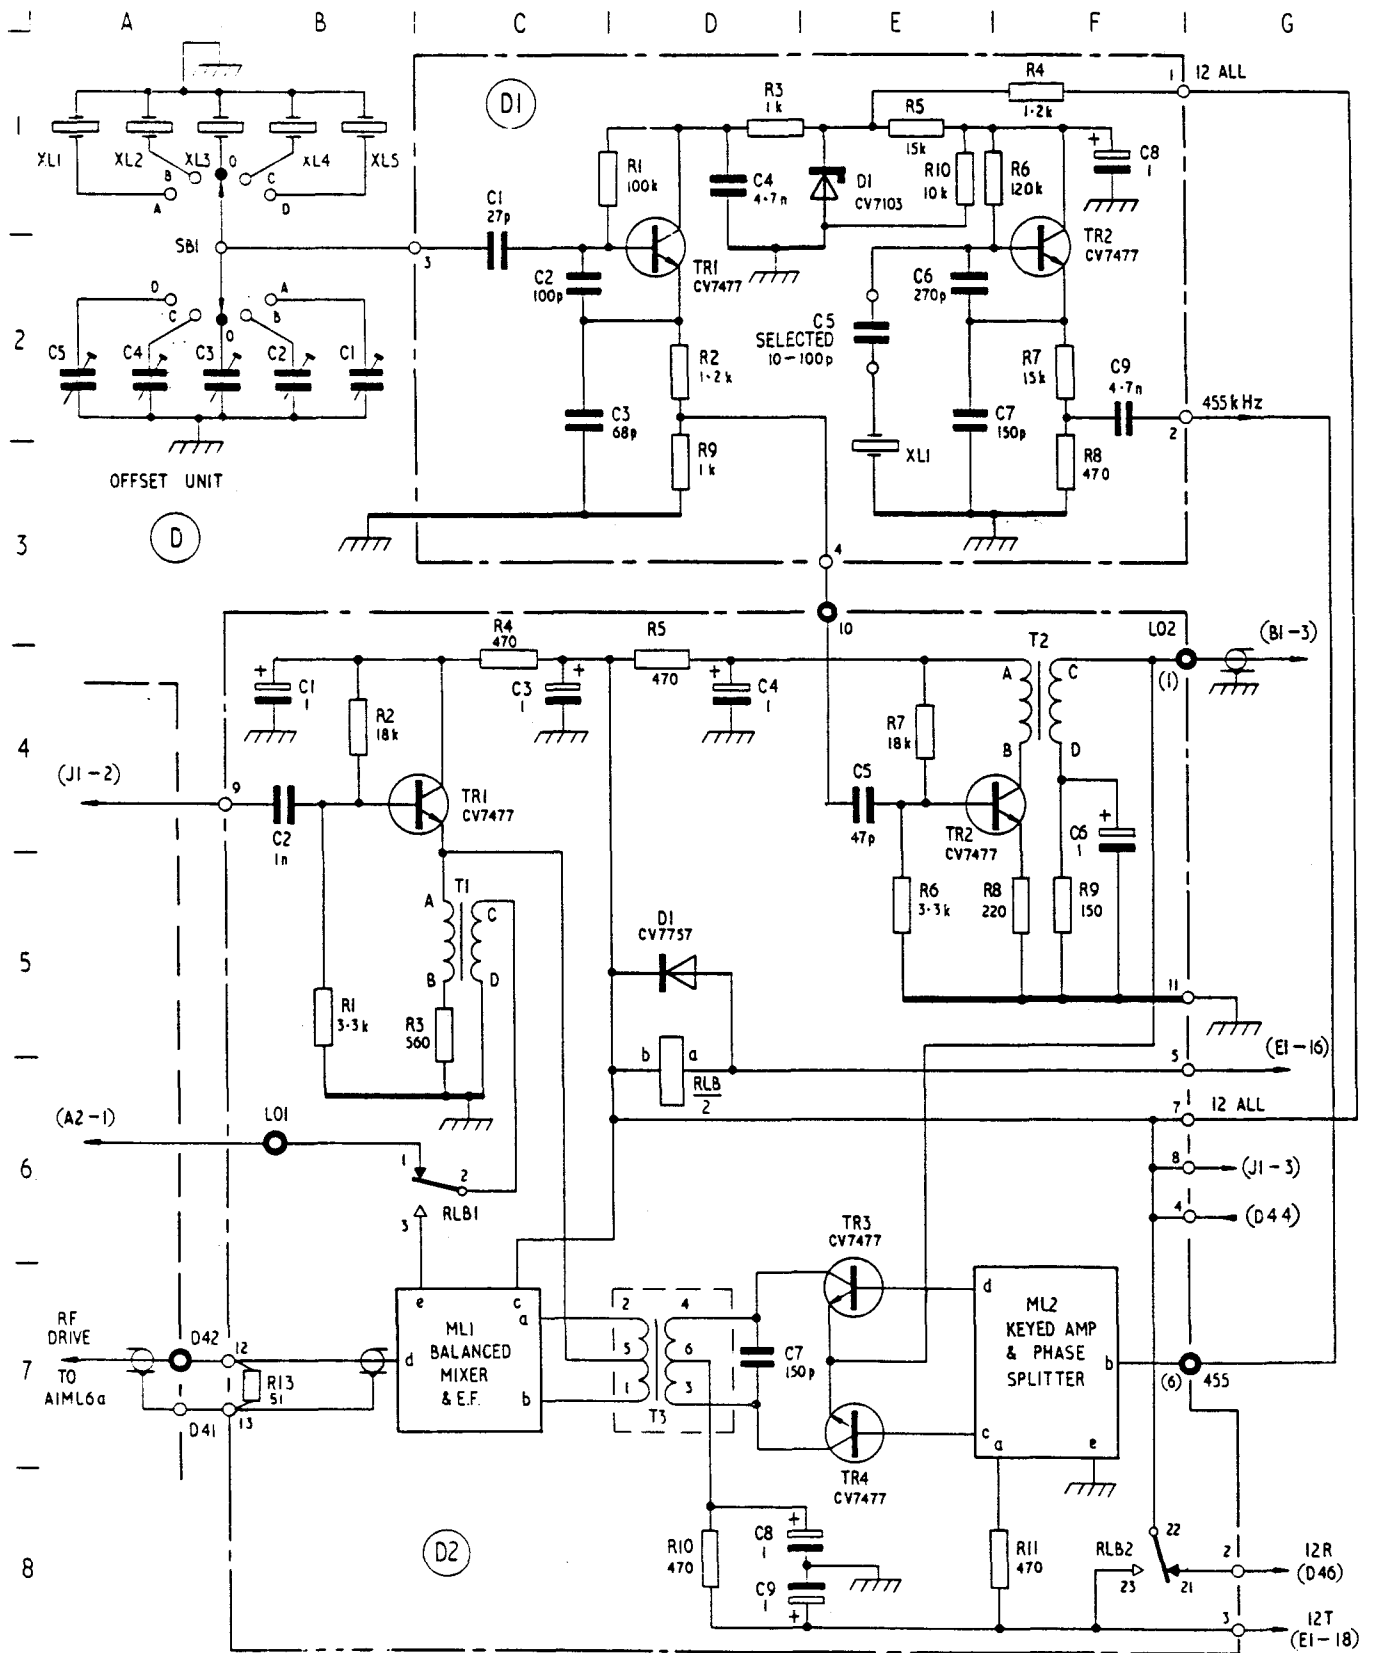 A B C D E F G
1
2
3
4
5
6
7
8
D1
XL1
XL2
XL3
XL4
XL5
O
B
C
A
D
SB1
D
A
C
B
O
C5
C4
C3
C2
C1
OFFSET UNIT
D
3
C1
27p
R1
100k
C2
100p
TR1
CV7477
C3
68p
R2
1·2k
R9
1k
R3
1k
C4
4·7n
D1
CV7103
R5
15k
R10
10k
R6
120k
R4
1·2k
1
12 ALL
C8
1
+
TR2
CV7477
C6
270p
C5
SELECTED
10-100p
R7
15k
C9
4·7n
C7
150p
XL1
R8
470
455kHz
2
4
10
R4
470
R5
470
C1
1
+
R2
18k
C3
1
+
C4
1
+
T2
A
B
C
D
LO2
(1)
(B1-3)
R7
18k
(J1-2)
9
C2
1n
TR1
CV7477
C5
47p
TR2
CV7477
C6
1
+
T1
A
B
C
D
R1
3·3k
R3
560
D1
CV7757
R6
3·3k
R8
220
R9
150
11
b
a
RLB
2
5
(E1-16)
(A2-1)
LO1
1
2
3
RLB1
7
12 ALL
8
(J1-3)
4
(D44)
TR3
CV7477
RF
DRIVE
TO
A1ML6a
D42
12
R13
51
D41
13
e
c
a
d
b
ML1
BALANCED
MIXER
& E.F.
2
5
1
4
6
3
T3
C7
150p
TR4
CV7477
d
ML2
KEYED AMP
& PHASE
SPLITTER
b
c
a
e
(6)
455
D2
R10
470
C8
1
+
C9
1
+
R11
470
RLB2
22
23
21
2
12R
(D46)
3
12T
(E1-18)